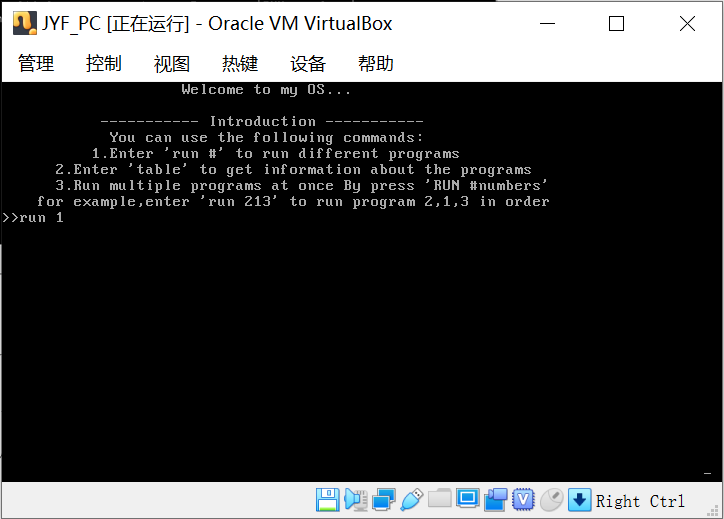 JYF_PC [正在运行] - Oracle VM VirtualBox
管理 控制 视图 热键 设备 帮助
Welcome to my OS...
----------- Introduction -----------
You can use the following commands:
1.Enter 'run #' to run different programs
2.Enter 'table' to get information about the programs
3.Run multiple programs at once By press 'RUN #numbers'
for example,enter 'run 213' to run program 2,1,3 in order
>>run 1
Right Ctrl